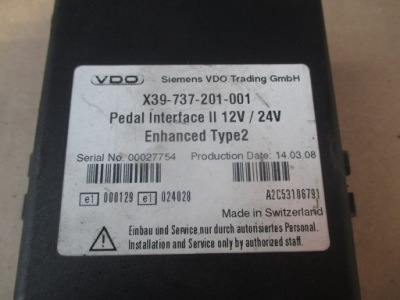 VDO Siemens VDO Trading GmbH
X39-737-201-001
Pedal Interface II 12V / 24V
Enhanced Type2
Serial No. 00027754 Production Date: 14.03.08
e1 000129 e1 024028 A2C53106791
Made in Switzerland
Einbau und Service nur durch autorisiertes Personal.
Installation and Service only by authorized staff.